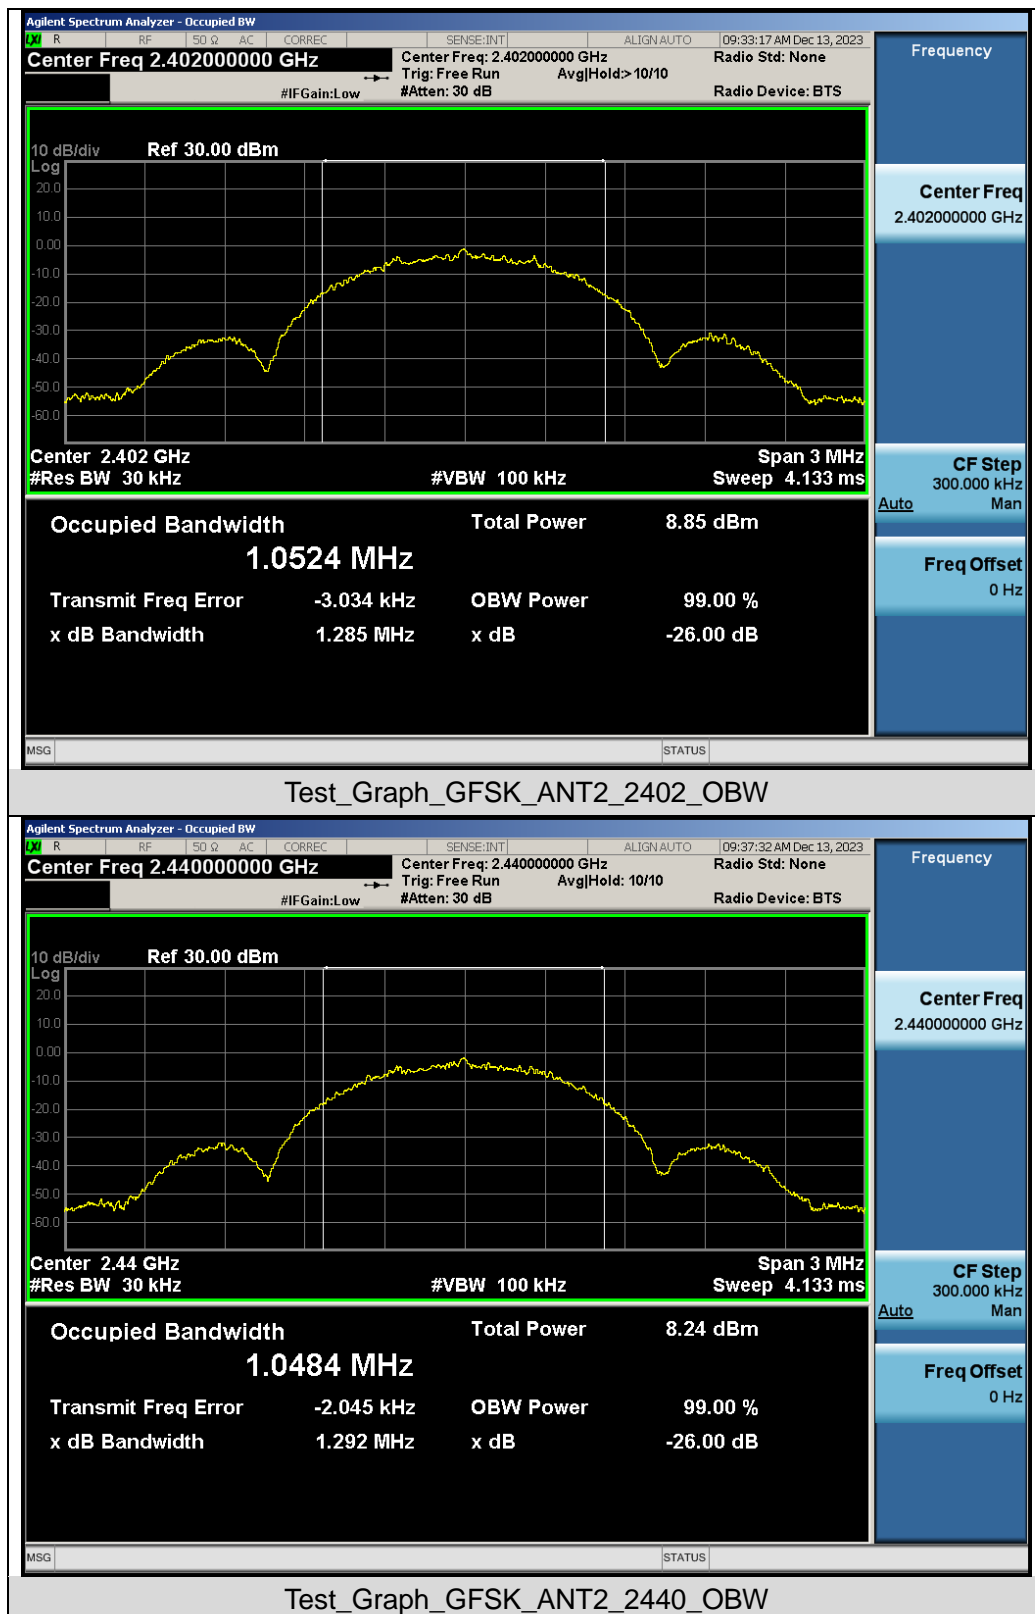 Agilent Spectrum Analyzer - Occupied BW
LXI R RF 50 Ω AC CORREC SENSE:INT ALIGN AUTO 09:33:17 AM Dec 13, 2023
Center Freq 2.402000000 GHz
Center Freq: 2.402000000 GHz
Radio Std: None
Trig: Free Run Avg|Hold:> 10/10
#IFGain:Low #Atten: 30 dB Radio Device: BTS
Frequency
10 dB/div Ref 30.00 dBm
Log
20.0
10.0
0.00
-10.0
-20.0
-30.0
-40.0
-50.0
-60.0
Center Freq
2.402000000 GHz
Center 2.402 GHz Span 3 MHz
#Res BW 30 kHz #VBW 100 kHz Sweep 4.133 ms
CF Step
300.000 kHz
Auto Man
Occupied Bandwidth Total Power 8.85 dBm
1.0524 MHz
Transmit Freq Error -3.034 kHz OBW Power 99.00 %
x dB Bandwidth 1.285 MHz x dB -26.00 dB
Freq Offset
0 Hz
MSG STATUS
Test_Graph_GFSK_ANT2_2402_OBW
Agilent Spectrum Analyzer - Occupied BW
LXI R RF 50 Ω AC CORREC SENSE:INT ALIGN AUTO 09:37:32 AM Dec 13, 2023
Center Freq 2.440000000 GHz
Center Freq: 2.440000000 GHz
Radio Std: None
Trig: Free Run Avg|Hold: 10/10
#IFGain:Low #Atten: 30 dB Radio Device: BTS
Frequency
10 dB/div Ref 30.00 dBm
Log
20.0
10.0
0.00
-10.0
-20.0
-30.0
-40.0
-50.0
-60.0
Center Freq
2.440000000 GHz
Center 2.44 GHz Span 3 MHz
#Res BW 30 kHz #VBW 100 kHz Sweep 4.133 ms
CF Step
300.000 kHz
Auto Man
Occupied Bandwidth Total Power 8.24 dBm
1.0484 MHz
Transmit Freq Error -2.045 kHz OBW Power 99.00 %
x dB Bandwidth 1.292 MHz x dB -26.00 dB
Freq Offset
0 Hz
MSG STATUS
Test_Graph_GFSK_ANT2_2440_OBW